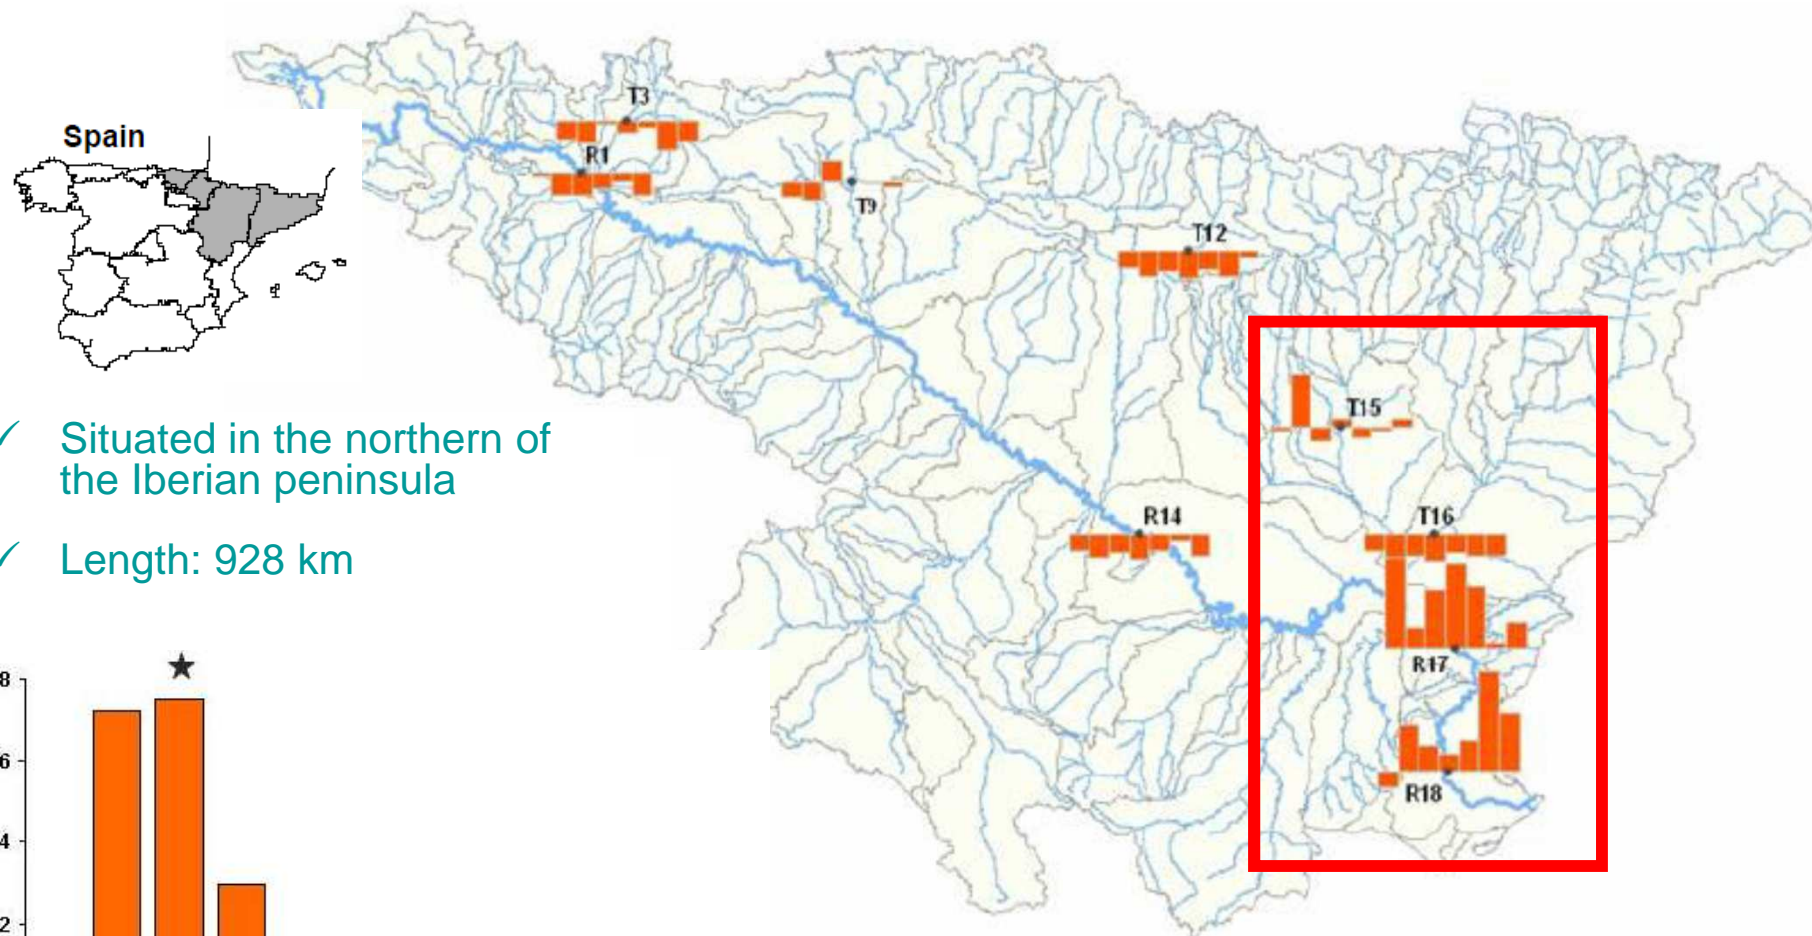 T3
Spain
R1
T9
T12
T15
✓ Situated in the northern of
the Iberian peninsula
R14
T16
✓ Length: 928 km
R17
8
★
6
R18
4
2